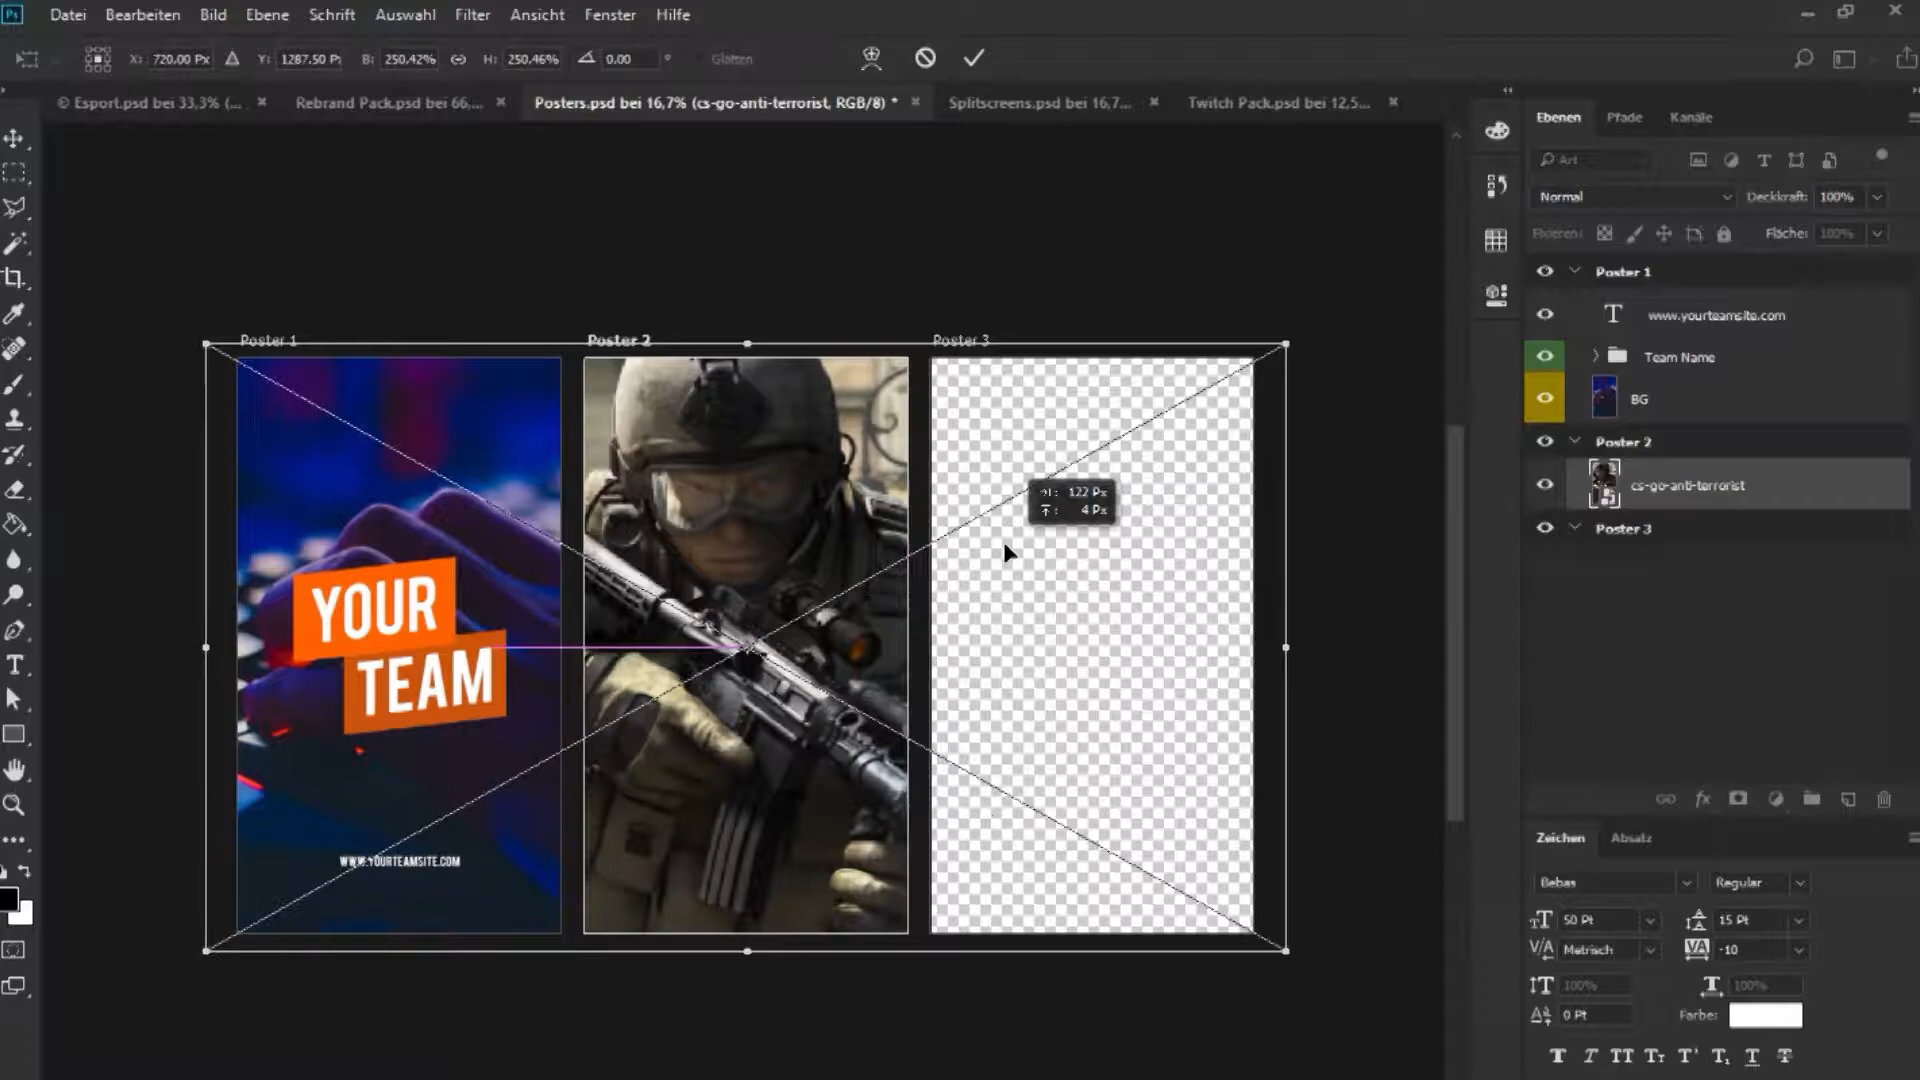 Ps Datei Bearbeiten Bild Ebene Schrift Auswahl Filter Ansicht Fenster Hilfe
X: 720.00 Px Y: 1287.50 P B: 250.42% H: 250.46% 0.00 ° Glätten
© Esport.psd bei 33,3% (... × Rebrand Pack.psd bei 66,... × Posters.psd bei 16,7% (cs-go-anti-terrorist, RGB/8) * × Splitscreens.psd bei 16,7... × Twitch Pack.psd bei 12,5... ×
Ebenen Pfade Kanäle
Art
Normal Deckkraft: 100%
Fixieren: Fläche: 100%
Poster 1
www.yourteamsite.com
Team Name
BG
Poster 2
cs-go-anti-terrorist
Poster 3
Poster 1 Poster 2 Poster 3
122 Px
4 Px
YOUR
TEAM
WWW.YOURTEAMSITE.COM
Zeichen Absatz
Bebas Regular
50 Pt 15 Pt
Metrisch -10
100% 100%
0 Pt Farbe: